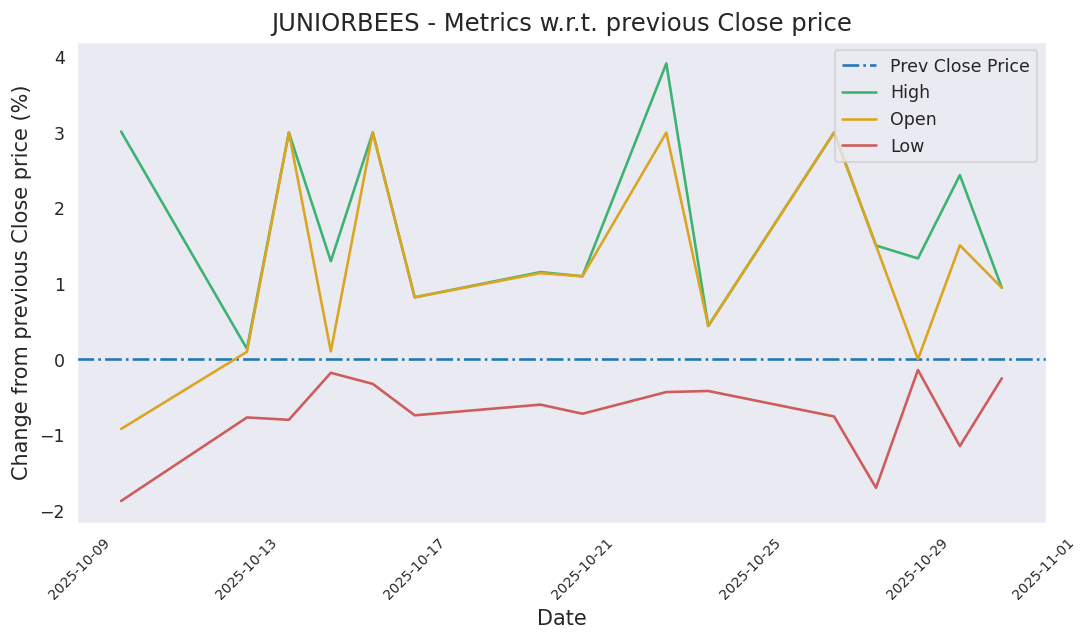 JUNIORBEES - Metrics w.r.t. previous Close price
Change from previous Close price (%)
4
3
2
1
0
−1
−2
Prev Close Price
High
Open
Low
2025-10-09
2025-10-13
2025-10-17
2025-10-21
2025-10-25
2025-10-29
2025-11-01
Date